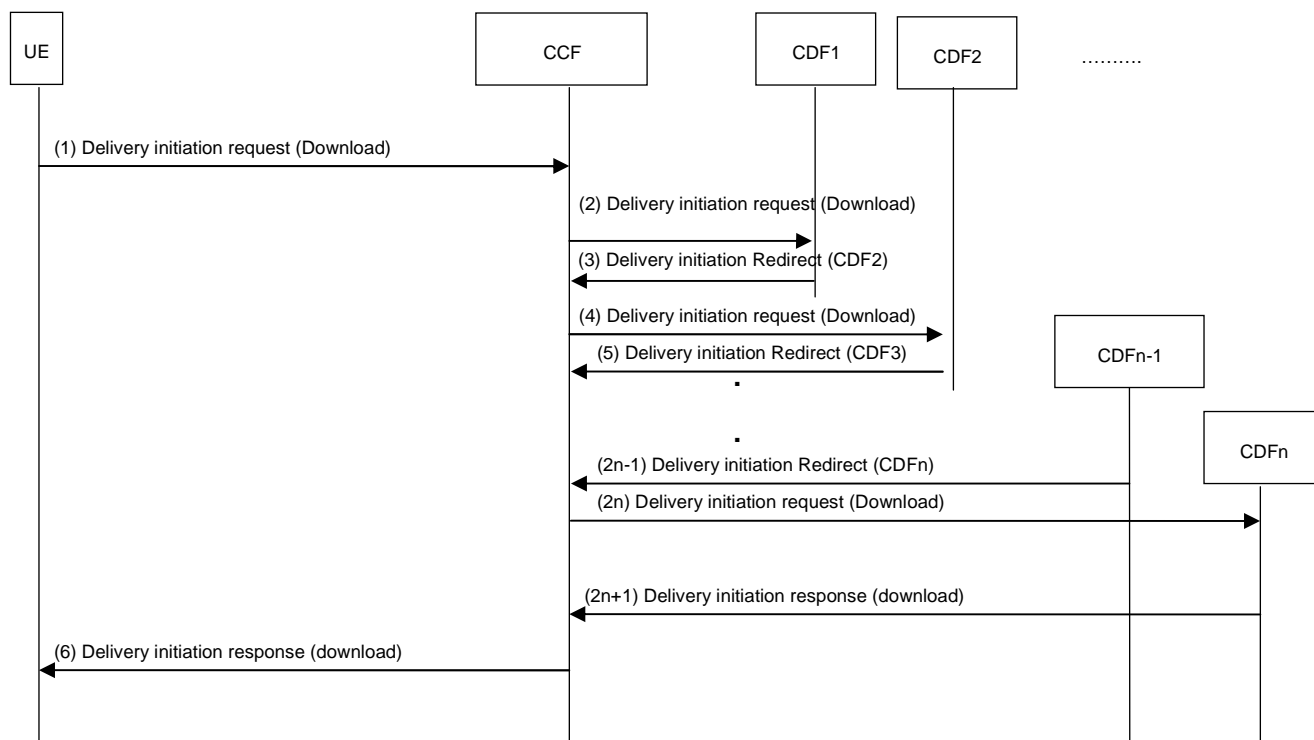 UE
CCF
CDF1
CDF2
..........
(1) Delivery initiation request (Download)
(2) Delivery initiation request (Download)
(3) Delivery initiation Redirect (CDF2)
(4) Delivery initiation request (Download)
(5) Delivery initiation Redirect (CDF3)
CDFn-1
.
.
CDFn
(2n-1) Delivery initiation Redirect (CDFn)
(2n) Delivery initiation request (Download)
(2n+1) Delivery initiation response (download)
(6) Delivery initiation response (download)